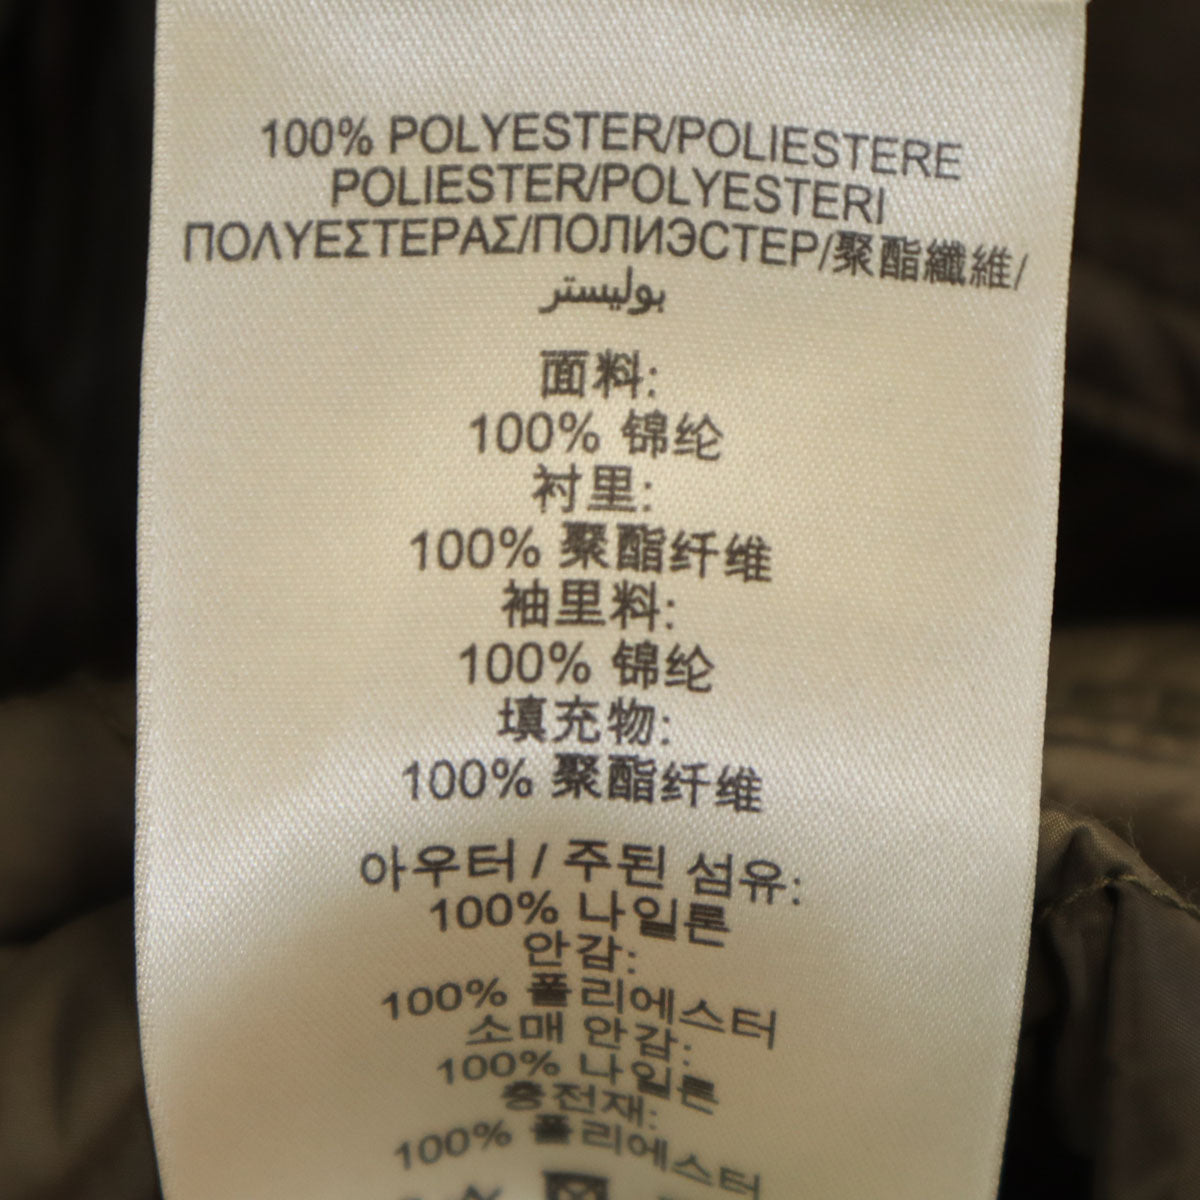 100% POLYESTER/POLIESTERE
POLIESTER/POLYESTERI
ΠΟΛΥΕΣΤΕΡΑΣ/ПОЛИЭСТЕР/聚酯纖維/
بوليستر
面料:
100% 锦纶
衬里:
100% 聚酯纤维
袖里料:
100% 锦纶
填充物:
100% 聚酯纤维
아우터 / 주된 섬유:
100% 나일론
안감:
100% 폴리에스터
소매 안감:
100% 나일론
충전재:
100% 폴리에스터